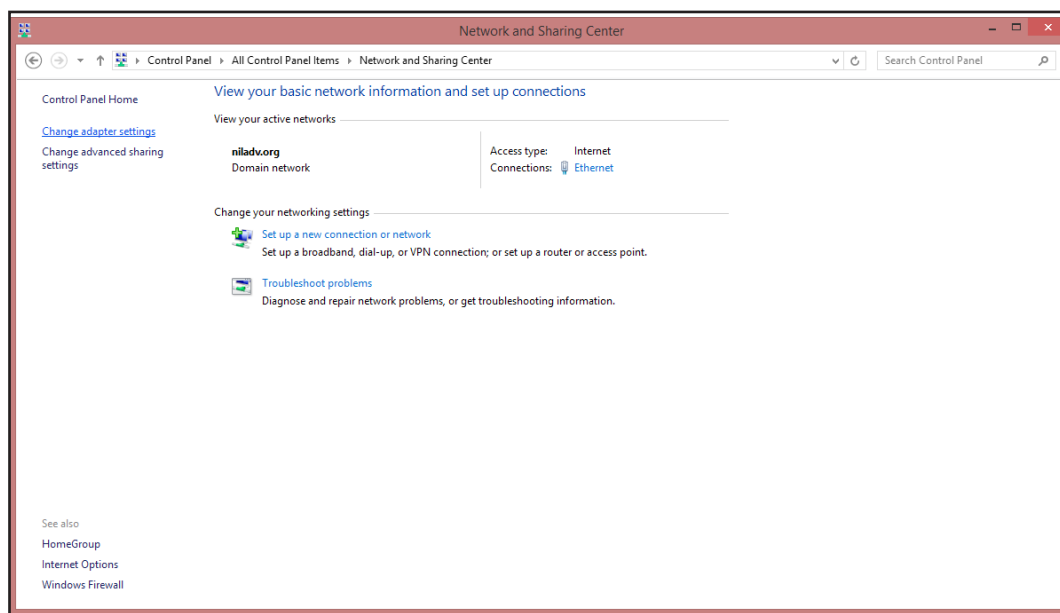 Network and Sharing Center
Control Panel ▸ All Control Panel Items ▸ Network and Sharing Center
Search Control Panel
Control Panel Home
Change adapter settings
Change advanced sharing
settings
View your basic network information and set up connections
View your active networks
niladv.org
Domain network
Access type: Internet
Connections: Ethernet
Change your networking settings
Set up a new connection or network
Set up a broadband, dial-up, or VPN connection; or set up a router or access point.
Troubleshoot problems
Diagnose and repair network problems, or get troubleshooting information.
See also
HomeGroup
Internet Options
Windows Firewall